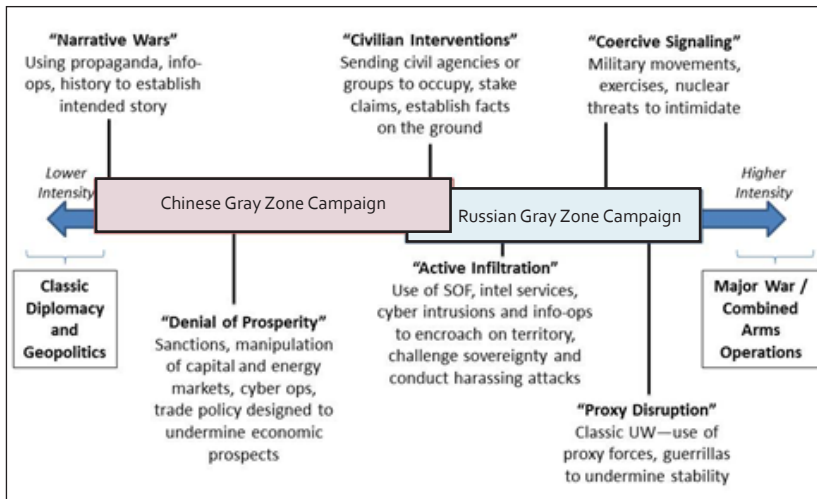 “Narrative Wars”
Using propaganda, info-
ops, history to establish
intended story
“Civilian Interventions”
Sending civil agencies or
groups to occupy, stake
claims, establish facts
on the ground
“Coercive Signaling”
Military movements,
exercises, nuclear
threats to intimidate
Lower
Intensity
Chinese Gray Zone Campaign
Russian Gray Zone Campaign
Higher
Intensity
Classic
Diplomacy
and
Geopolitics
“Denial of Prosperity”
Sanctions, manipulation
of capital and energy
markets, cyber ops,
trade policy designed to
undermine economic
prospects
“Active Infiltration”
Use of SOF, intel services,
cyber intrusions and info-ops
to encroach on territory,
challenge sovereignty and
conduct harassing attacks
Major War /
Combined
Arms
Operations
“Proxy Disruption”
Classic UW—use of
proxy forces, guerrillas
to undermine stability